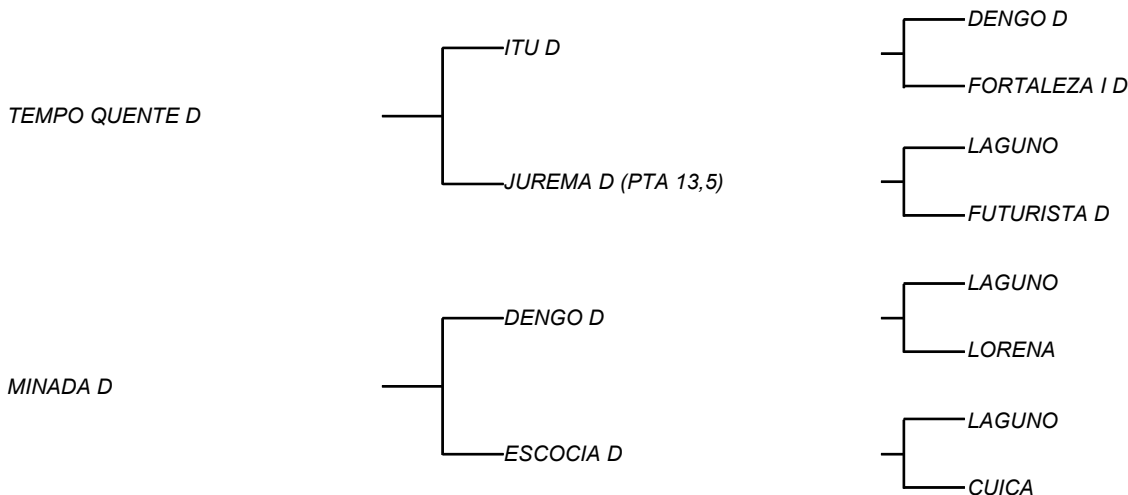 DENGO D
ITU D
FORTALEZA I D
TEMPO QUENTE D
LAGUNO
JUREMA D (PTA 13,5)
FUTURISTA D
LAGUNO
DENGO D
LORENA
MINADA D
LAGUNO
ESCOCIA D
CUICA